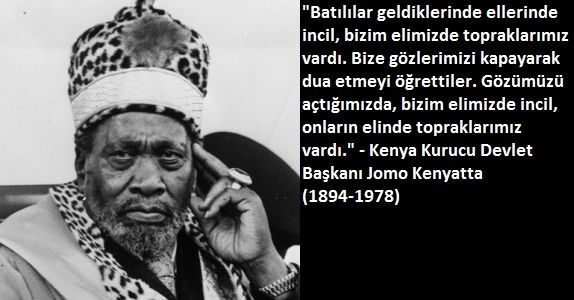 "Batılılar geldiklerinde ellerinde
incil, bizim elimizde topraklarımız
vardı. Bize gözlerimizi kapayarak
dua etmeyi öğrettiler. Gözümüzü
açtığımızda, bizim elimizde incil,
onların elinde topraklarımız
vardı." - Kenya Kurucu Devlet
Başkanı Jomo Kenyatta
(1894-1978)